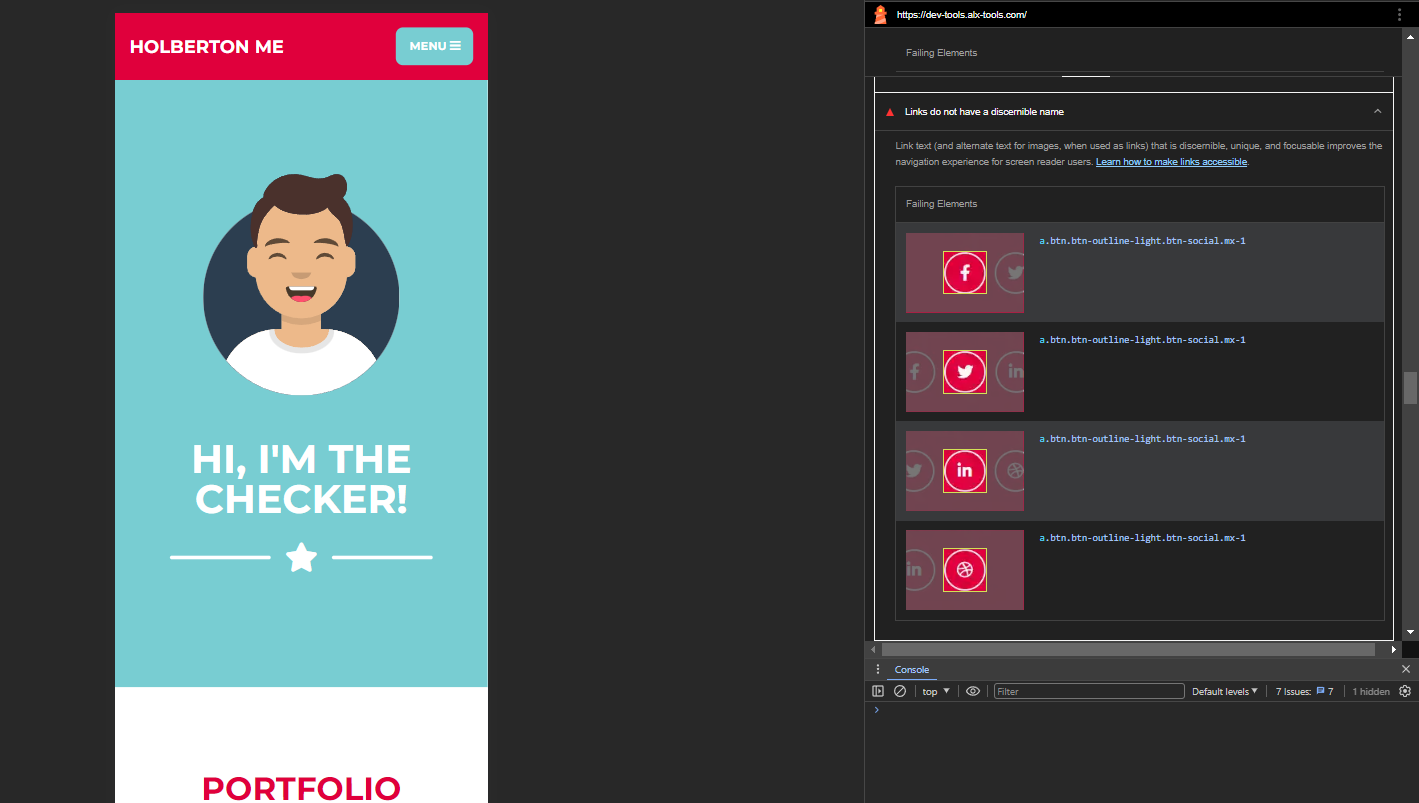 HOLBERTON ME
MENU
HI, I'M THE
CHECKER!
PORTFOLIO
https://dev-tools.alx-tools.com/
Failing Elements
Links do not have a discernible name
Link text (and alternate text for images, when used as links) that is discernible, unique, and focusable improves the
navigation experience for screen reader users. Learn how to make links accessible.
Failing Elements
a.btn.btn-outline-light.btn-social.mx-1
a.btn.btn-outline-light.btn-social.mx-1
a.btn.btn-outline-light.btn-social.mx-1
a.btn.btn-outline-light.btn-social.mx-1
Console
top
Filter
Default levels
7 Issues:
7
1 hidden